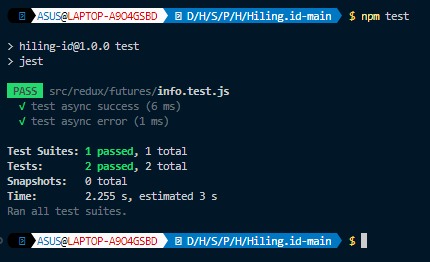 ASUS@LAPTOP-A9O4GSBD D/H/S/P/H/Hiling.id-main $ npm test
> hiling-id@1.0.0 test
> jest
PASS src/redux/futures/info.test.js
√ test async success (6 ms)
√ test async error (1 ms)
Test Suites: 1 passed, 1 total
Tests: 2 passed, 2 total
Snapshots: 0 total
Time: 2.255 s, estimated 3 s
Ran all test suites.
ASUS@LAPTOP-A9O4GSBD D/H/S/P/H/Hiling.id-main $